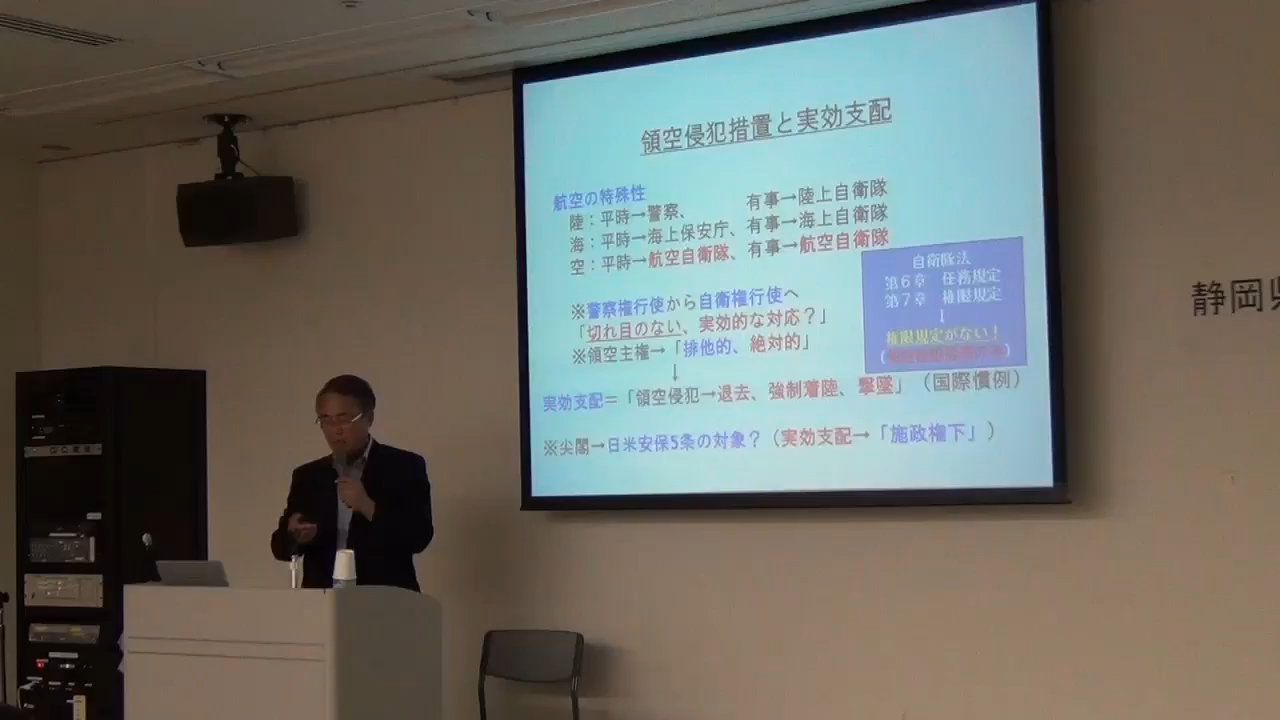 領空侵犯措置と実効支配
航空の特殊性
陸：平時→警察、 有事→陸上自衛隊
海：平時→海上保安庁、有事→海上自衛隊
空：平時→航空自衛隊、有事→航空自衛隊
自衛隊法
第６章 任務規定
第７章 権限規定
↓
権限規定がない！
※警察権行使から自衛権行使へ
「切れ目のない、実効的な対応？」
※領空主権→「排他的、絶対的」
↓
実効支配＝「領空侵犯→退去、強制着陸、撃墜」（国際慣例）
※尖閣→日米安保5条の対象？（実効支配→「施政権下」）
静岡県